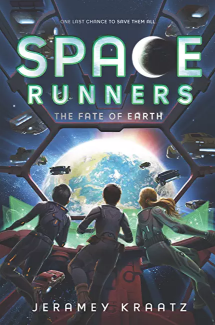 ONE LAST CHANCE TO SAVE THEM ALL
SPACE
RUNNERS
THE FATE OF EARTH
JERAMEY KRAATZ